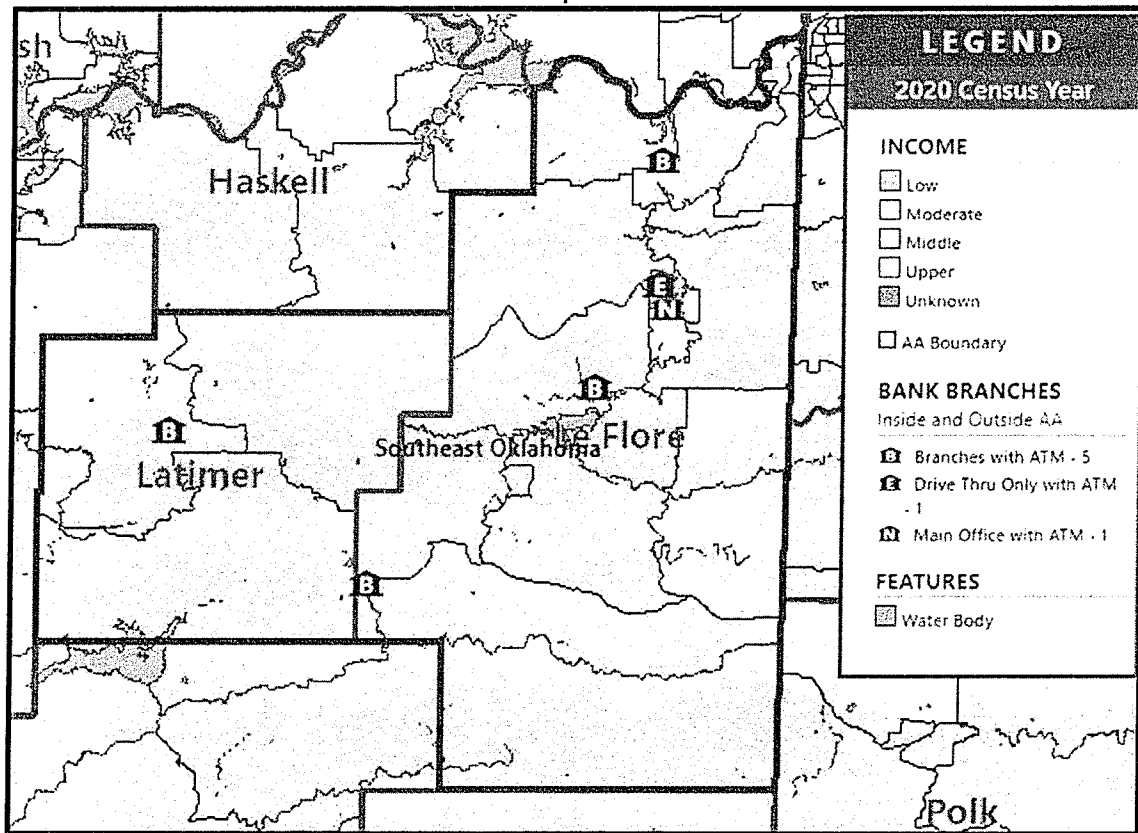 sh
Haskell
B
E
N
B
B
Le Flore
Southeast Oklahoma
Latimer
B
Polk
LEGEND
2020 Census Year
INCOME
Low
Moderate
Middle
Upper
Unknown
AA Boundary
BANK BRANCHES
Inside and Outside AA
B Branches with ATM - 5
E Drive Thru Only with ATM
- 1
N Main Office with ATM - 1
FEATURES
Water Body